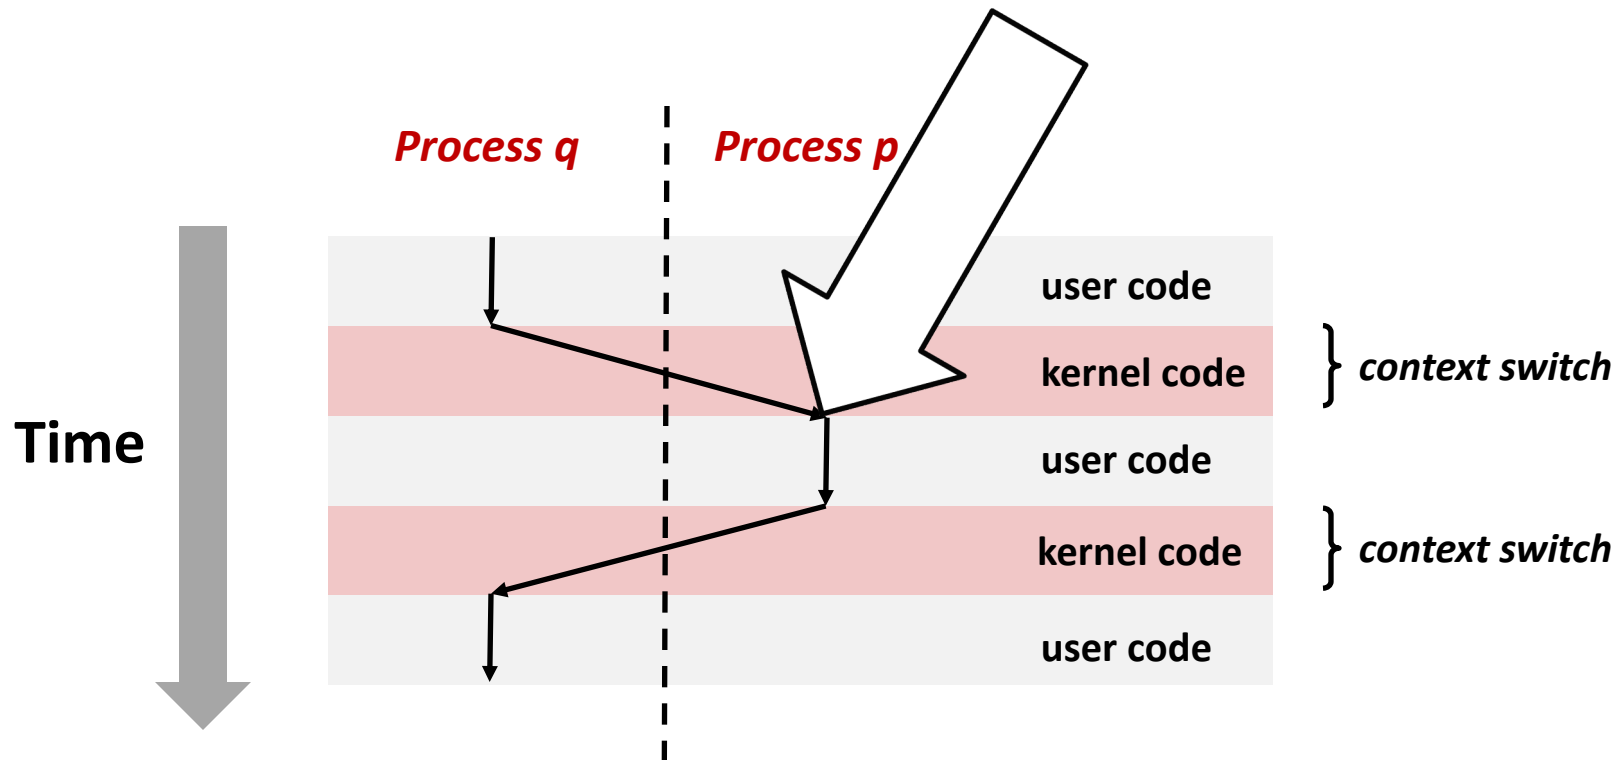 Process q
Process p
user code
kernel code
context switch
Time
user code
kernel code
context switch
user code